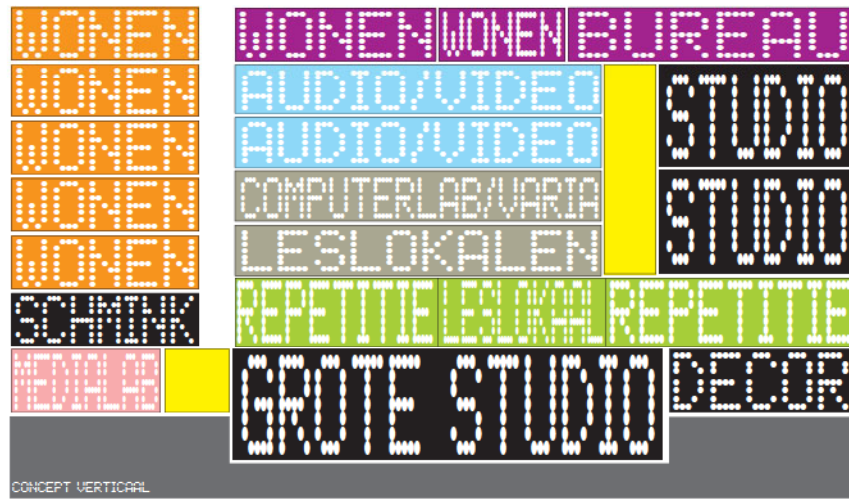 WONEN WONEN WONEN BUREAU
WONEN AUDIO/VIDEO STUDIO
WONEN AUDIO/VIDEO
WONEN COMPUTERLAB/VARIA STUDIO
WONEN LESLOKALEN
SCHMINK REPETITIE LESLOKAAL REPETITIE
MEDIALAB GROTE STUDIO DECOR
CONCEPT VERTICAAL